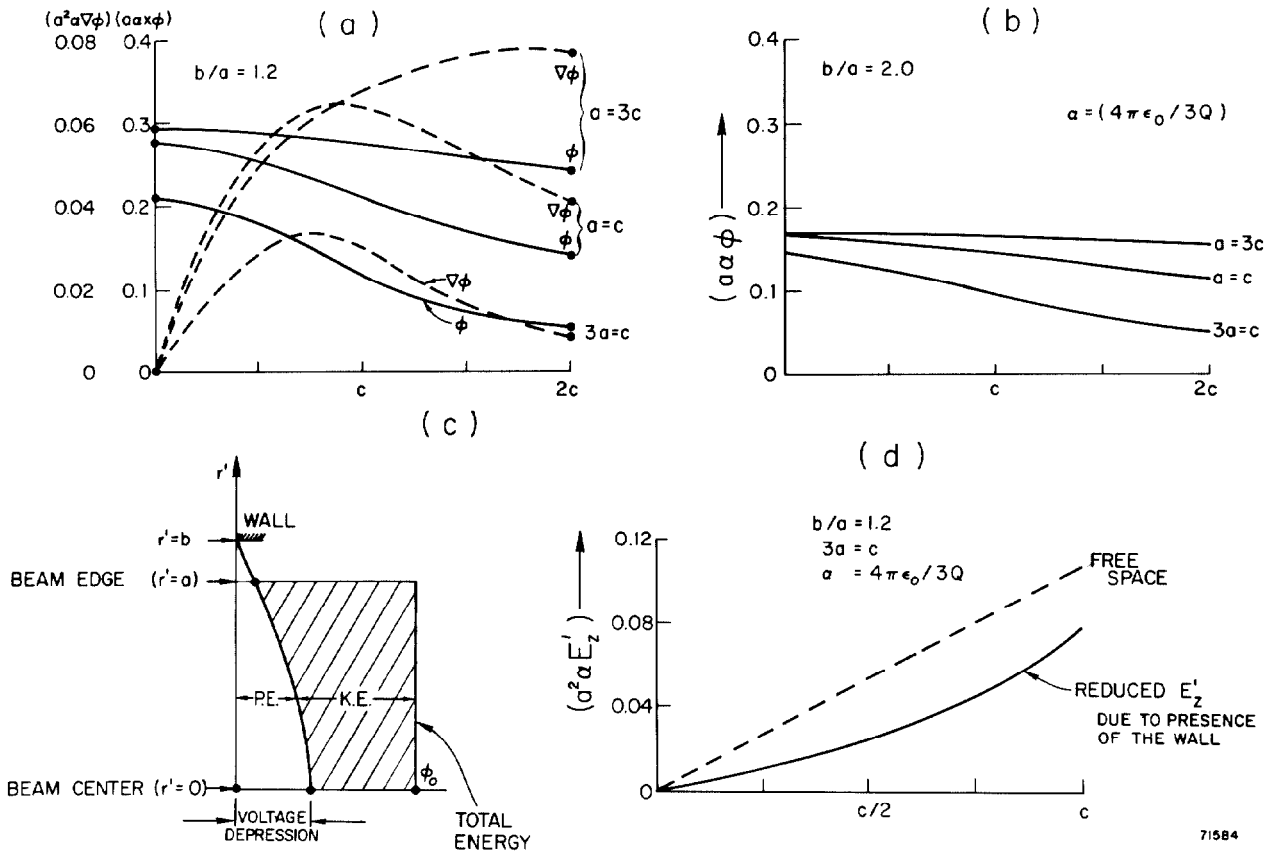 (a)
(a²α∇φ) (aαxφ)
0.08 0.4
b/a = 1.2
0.06 0.3
0.04 0.2
0.02 0.1
0 0
∇φ
φ
a = 3c
∇φ
φ
a = c
∇φ
φ
3a = c
c 2c
(b)
b/a = 2.0
α = (4πε₀/3Q)
(aαφ)
0.4
0.3
0.2
0.1
0
a = 3c
a = c
3a = c
c 2c
(c)
r'
WALL
r' = b
BEAM EDGE (r' = a)
P.E. K.E.
BEAM CENTER (r' = 0)
φ₀
VOLTAGE
DEPRESSION
TOTAL
ENERGY
(d)
b/a = 1.2
3a = c
α = 4πε₀/3Q
(a²αE'z)
0.12
0.08
0.04
0
FREE
SPACE
REDUCED E'z
DUE TO PRESENCE
OF THE WALL
c/2 c
71584